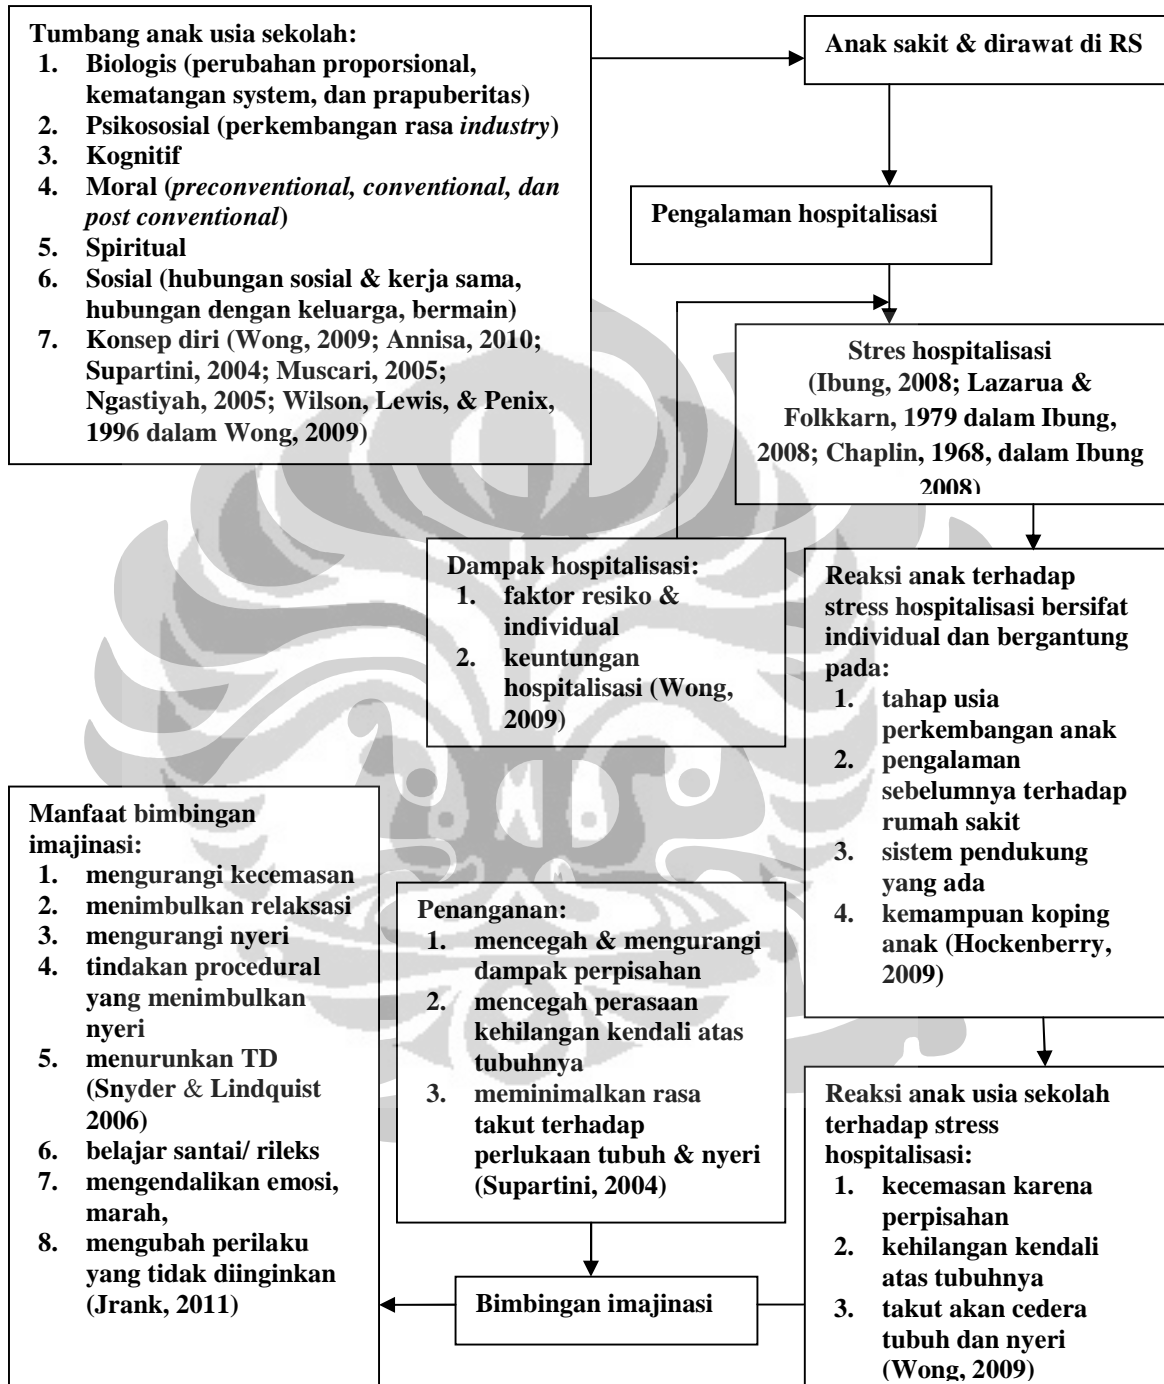 Tumbang anak usia sekolah:
1. Biologis (perubahan proporsional,
kematangan system, dan prapuberitas)
2. Psikososial (perkembangan rasa industry)
3. Kognitif
4. Moral (preconventional, conventional, dan
post conventional)
5. Spiritual
6. Sosial (hubungan sosial & kerja sama,
hubungan dengan keluarga, bermain)
7. Konsep diri (Wong, 2009; Annisa, 2010;
Supartini, 2004; Muscari, 2005;
Ngastiyah, 2005; Wilson, Lewis, & Penix,
1996 dalam Wong, 2009)
Anak sakit & dirawat di RS
Pengalaman hospitalisasi
Stres hospitalisasi
(Ibung, 2008; Lazarua &
Folkkarn, 1979 dalam Ibung,
2008; Chaplin, 1968, dalam Ibung
2008)
Dampak hospitalisasi:
1. faktor resiko &
individual
2. keuntungan
hospitalisasi (Wong,
2009)
Reaksi anak terhadap
stress hospitalisasi bersifat
individual dan bergantung
pada:
1. tahap usia
perkembangan anak
2. pengalaman
sebelumnya terhadap
rumah sakit
3. sistem pendukung
yang ada
4. kemampuan koping
anak (Hockenberry,
2009)
Manfaat bimbingan
imajinasi:
1. mengurangi kecemasan
2. menimbulkan relaksasi
3. mengurangi nyeri
4. tindakan procedural
yang menimbulkan
nyeri
5. menurunkan TD
(Snyder & Lindquist
2006)
6. belajar santai/ rileks
7. mengendalikan emosi,
marah,
8. mengubah perilaku
yang tidak diinginkan
(Jrank, 2011)
Penanganan:
1. mencegah & mengurangi
dampak perpisahan
2. mencegah perasaan
kehilangan kendali atas
tubuhnya
3. meminimalkan rasa
takut terhadap
perlukaan tubuh & nyeri
(Supartini, 2004)
Bimbingan imajinasi
Reaksi anak usia sekolah
terhadap stress
hospitalisasi:
1. kecemasan karena
perpisahan
2. kehilangan kendali
atas tubuhnya
3. takut akan cedera
tubuh dan nyeri
(Wong, 2009)